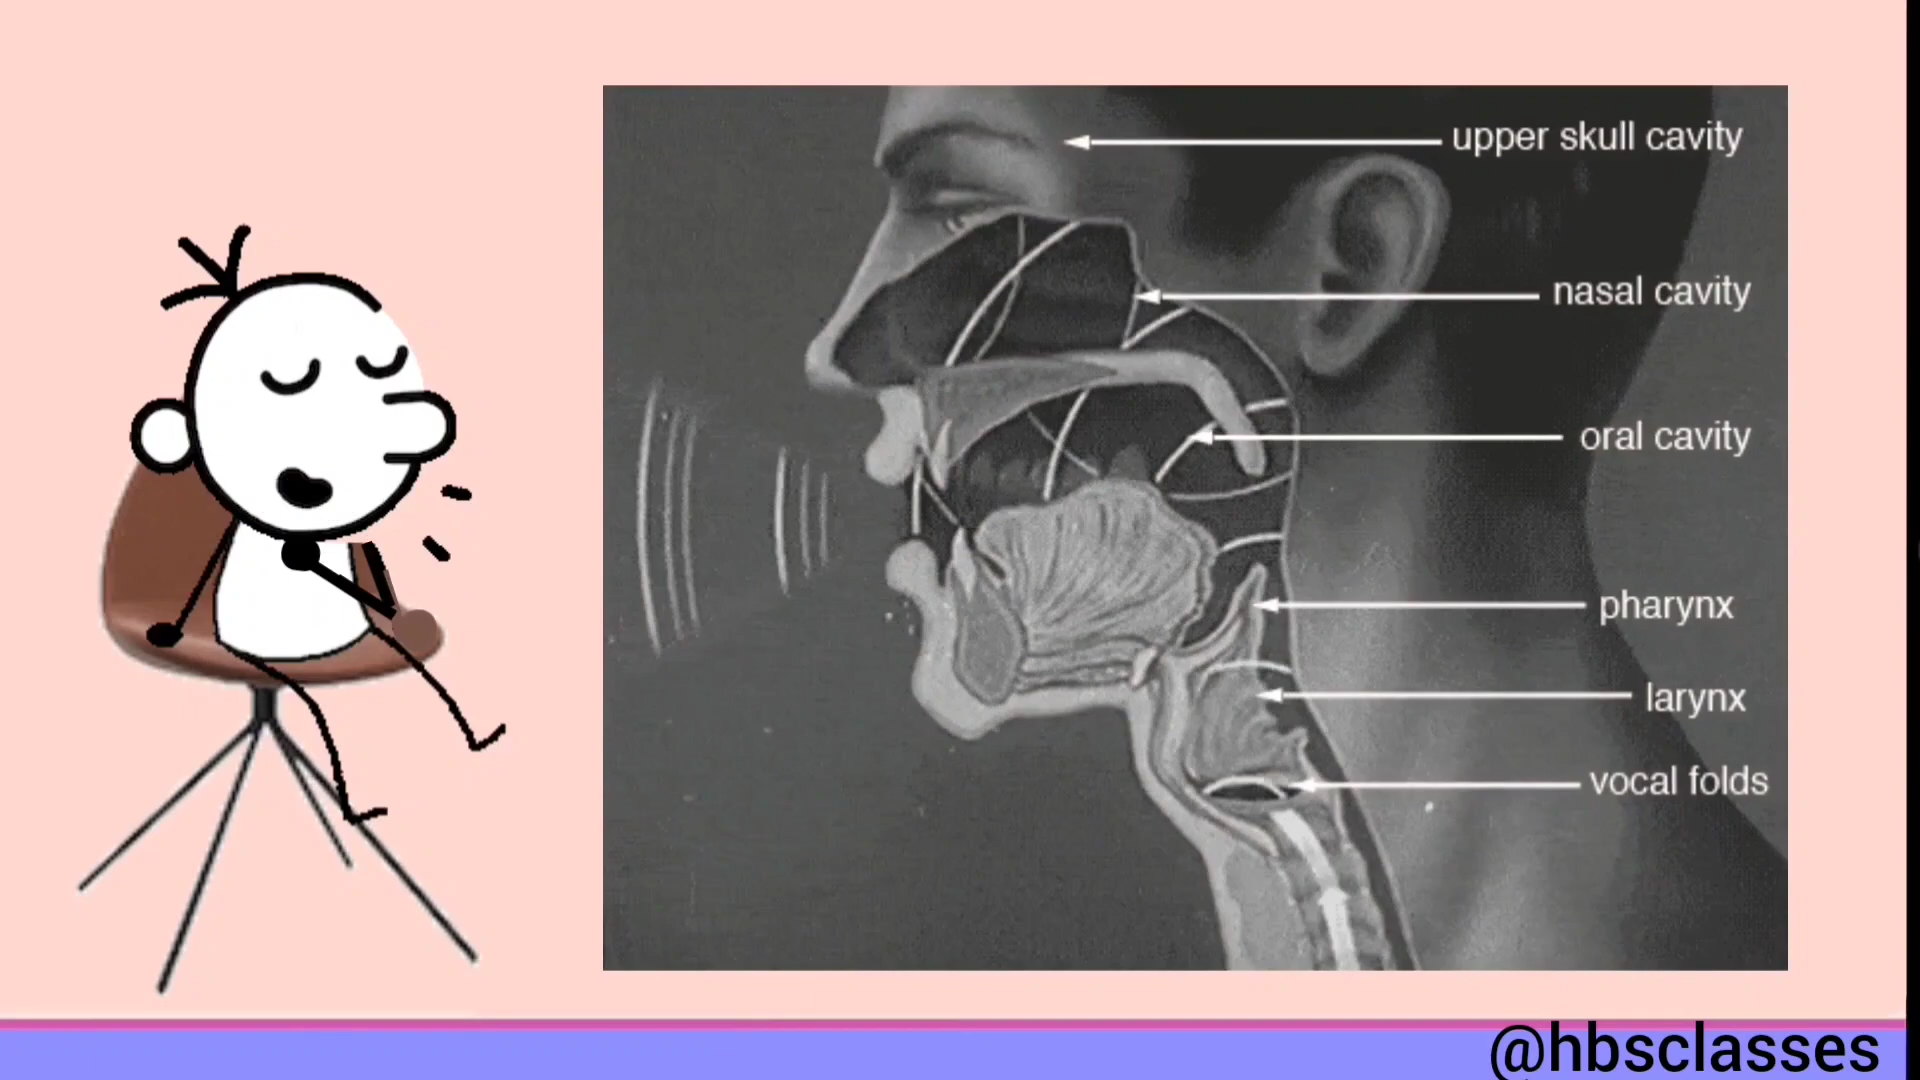 upper skull cavity
nasal cavity
oral cavity
pharynx
larynx
vocal folds
@hbsclasses